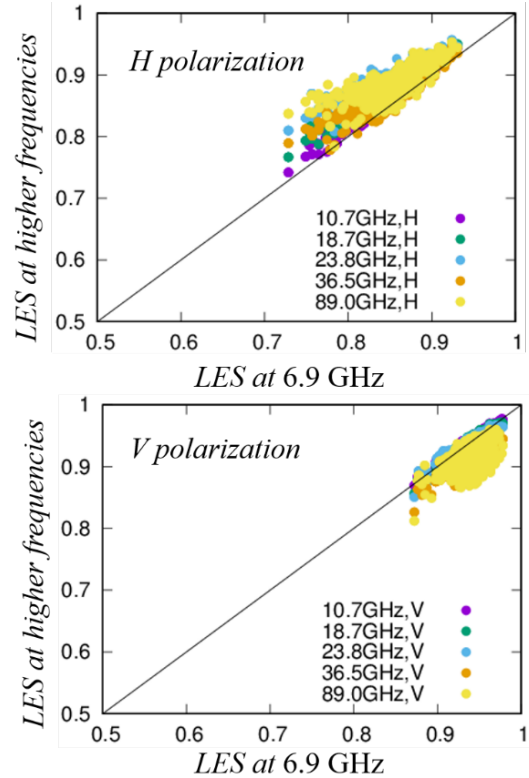 1
0.9
0.8
0.7
0.6
0.5
H polarization
LES at higher frequencies
10.7GHz,H
18.7GHz,H
23.8GHz,H
36.5GHz,H
89.0GHz,H
0.5 0.6 0.7 0.8 0.9 1
LES at 6.9 GHz
1
0.9
0.8
0.7
0.6
0.5
V polarization
LES at higher frequencies
10.7GHz,V
18.7GHz,V
23.8GHz,V
36.5GHz,V
89.0GHz,V
0.5 0.6 0.7 0.8 0.9 1
LES at 6.9 GHz